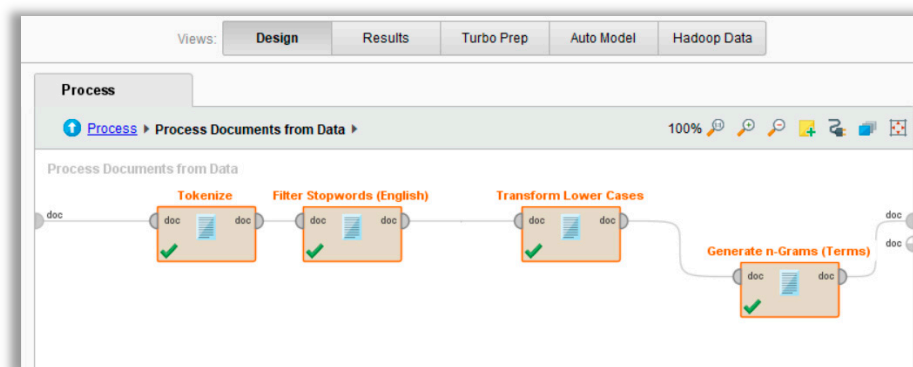 Views: Design Results Turbo Prep Auto Model Hadoop Data
Process
Process ▸ Process Documents from Data ▸ 100%
Process Documents from Data
Tokenize Filter Stopwords (English) Transform Lower Cases
doc doc doc doc doc doc doc doc
doc
Generate n-Grams (Terms)
doc doc